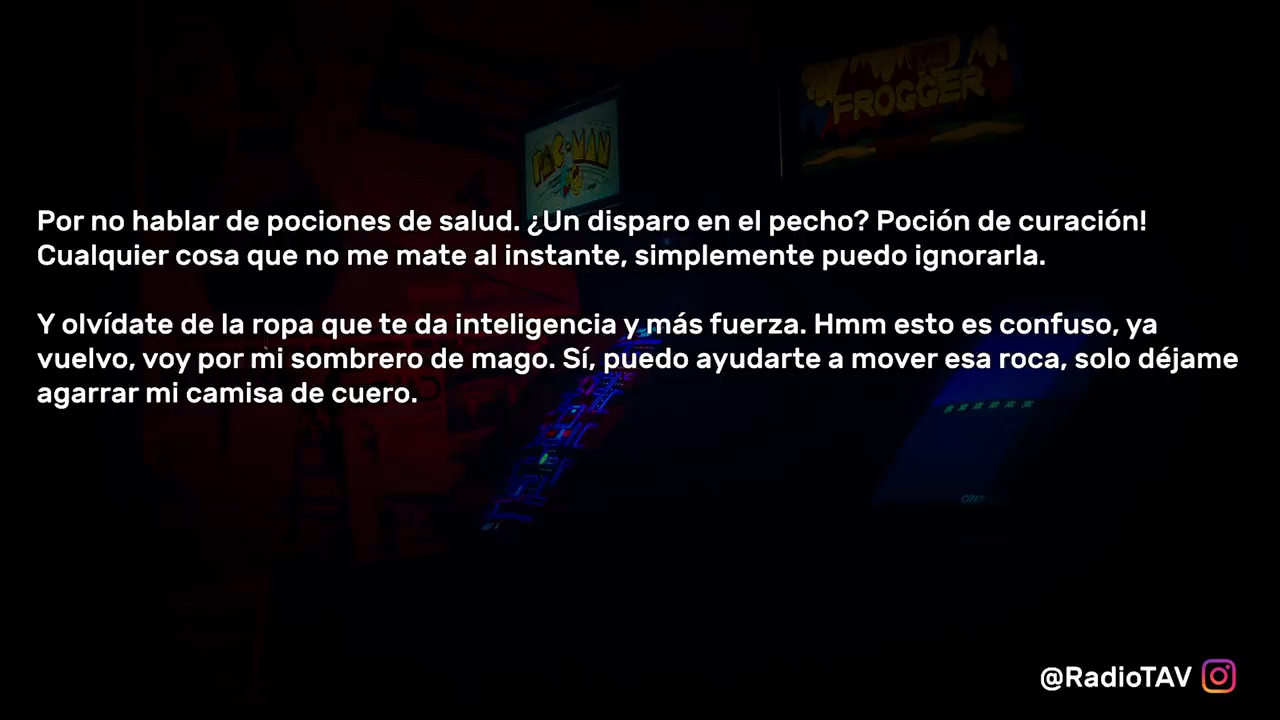 PAC-MAN
FROGGER
Por no hablar de pociones de salud. ¿Un disparo en el pecho? Poción de curación!
Cualquier cosa que no me mate al instante, simplemente puedo ignorarla.
Y olvídate de la ropa que te da inteligencia y más fuerza. Hmm esto es confuso, ya
vuelvo, voy por mi sombrero de mago. Sí, puedo ayudarte a mover esa roca, solo déjame
agarrar mi camisa de cuero.
@RadioTAV